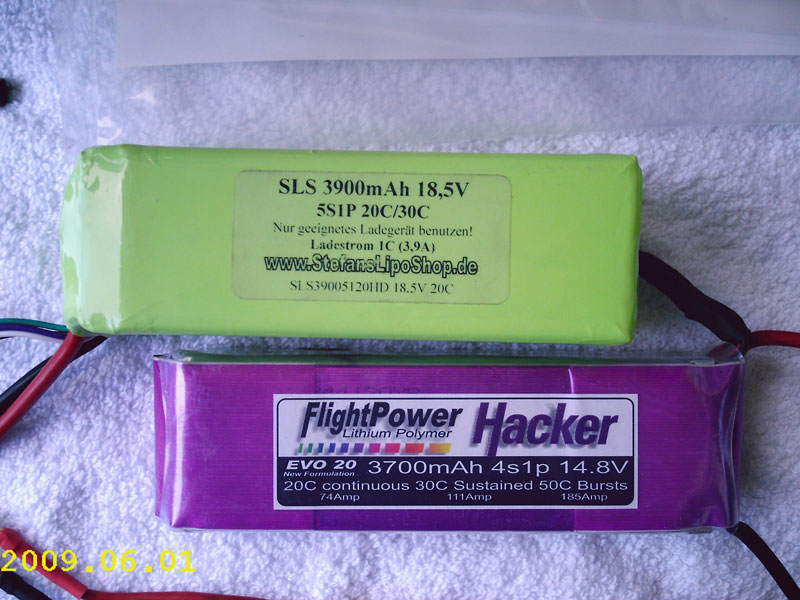 SLS 3900mAh 18,5V
5S1P 20C/30C
Nur geeignetes Ladegerät benutzen!
Ladestrom 1C (3,9A)
www.StefansLipoShop.de
SLS39005120HD 18.5V 20C
FlightPower Hacker
Lithium Polymer
EVO 20 3700mAh 4s1p 14.8V
New Formulation
20C continuous 30C Sustained 50C Bursts
74Amp 111Amp 185Amp
2009.06.01